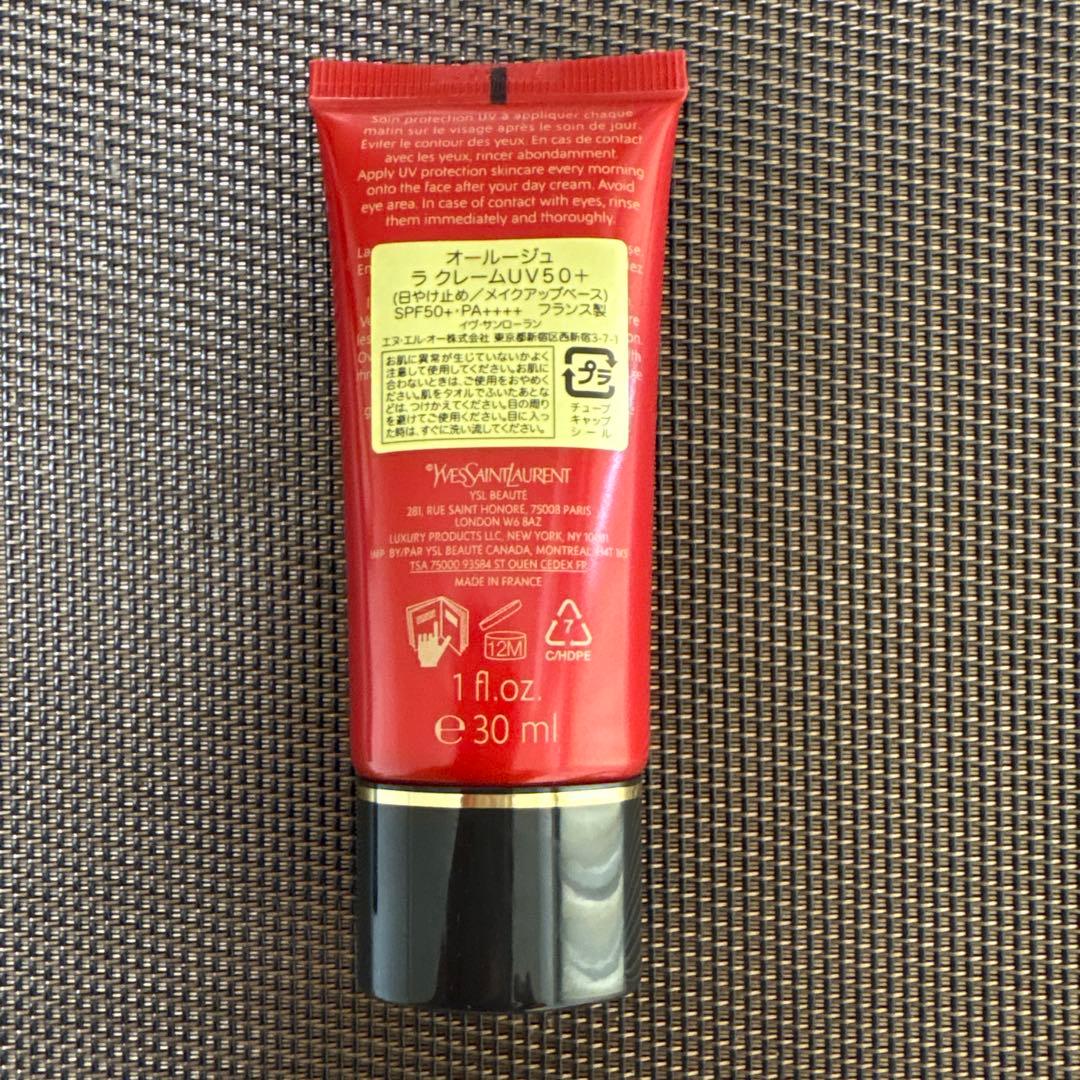 Soin protection UV à appliquer chaque
matin sur le visage après le soin de jour.
Eviter le contour des yeux. En cas de contact
avec les yeux, rincer abondamment.
Apply UV protection skincare every morning
onto the face after your day cream. Avoid
eye area. In case of contact with eyes, rinse
them immediately and thoroughly.
オールージュ
ラ クレームUV50+
(日やけ止め/メイクアップベース)
SPF50+・PA++++ フランス製
イヴ・サンローラン
エヌ・エル・オー株式会社 東京都新宿区西新宿3-7-1
お肌に異常が生じていないかよく
注意して使用してください。お肌に
合わないときは、ご使用をおやめく
ださい。肌をタオルでふいたあとな
どは、つけかえてください。目の周り
を避けてご使用ください。目に入っ
た時は、すぐに洗い流してください。
プラ
チューブ
キャップ
シール
©YVESSAINTLAURENT
YSL BEAUTÉ
281, RUE SAINT HONORÉ, 75008 PARIS
LONDON W6 8AZ
LUXURY PRODUCTS LLC, NEW YORK, NY
BY/PAR YSL BEAUTÉ CANADA, MONTRÉAL,
TSA 75000 93584 ST OUEN CEDEX FR
MADE IN FRANCE
12M
7
C/HDPE
1 fl.oz.
e 30 ml